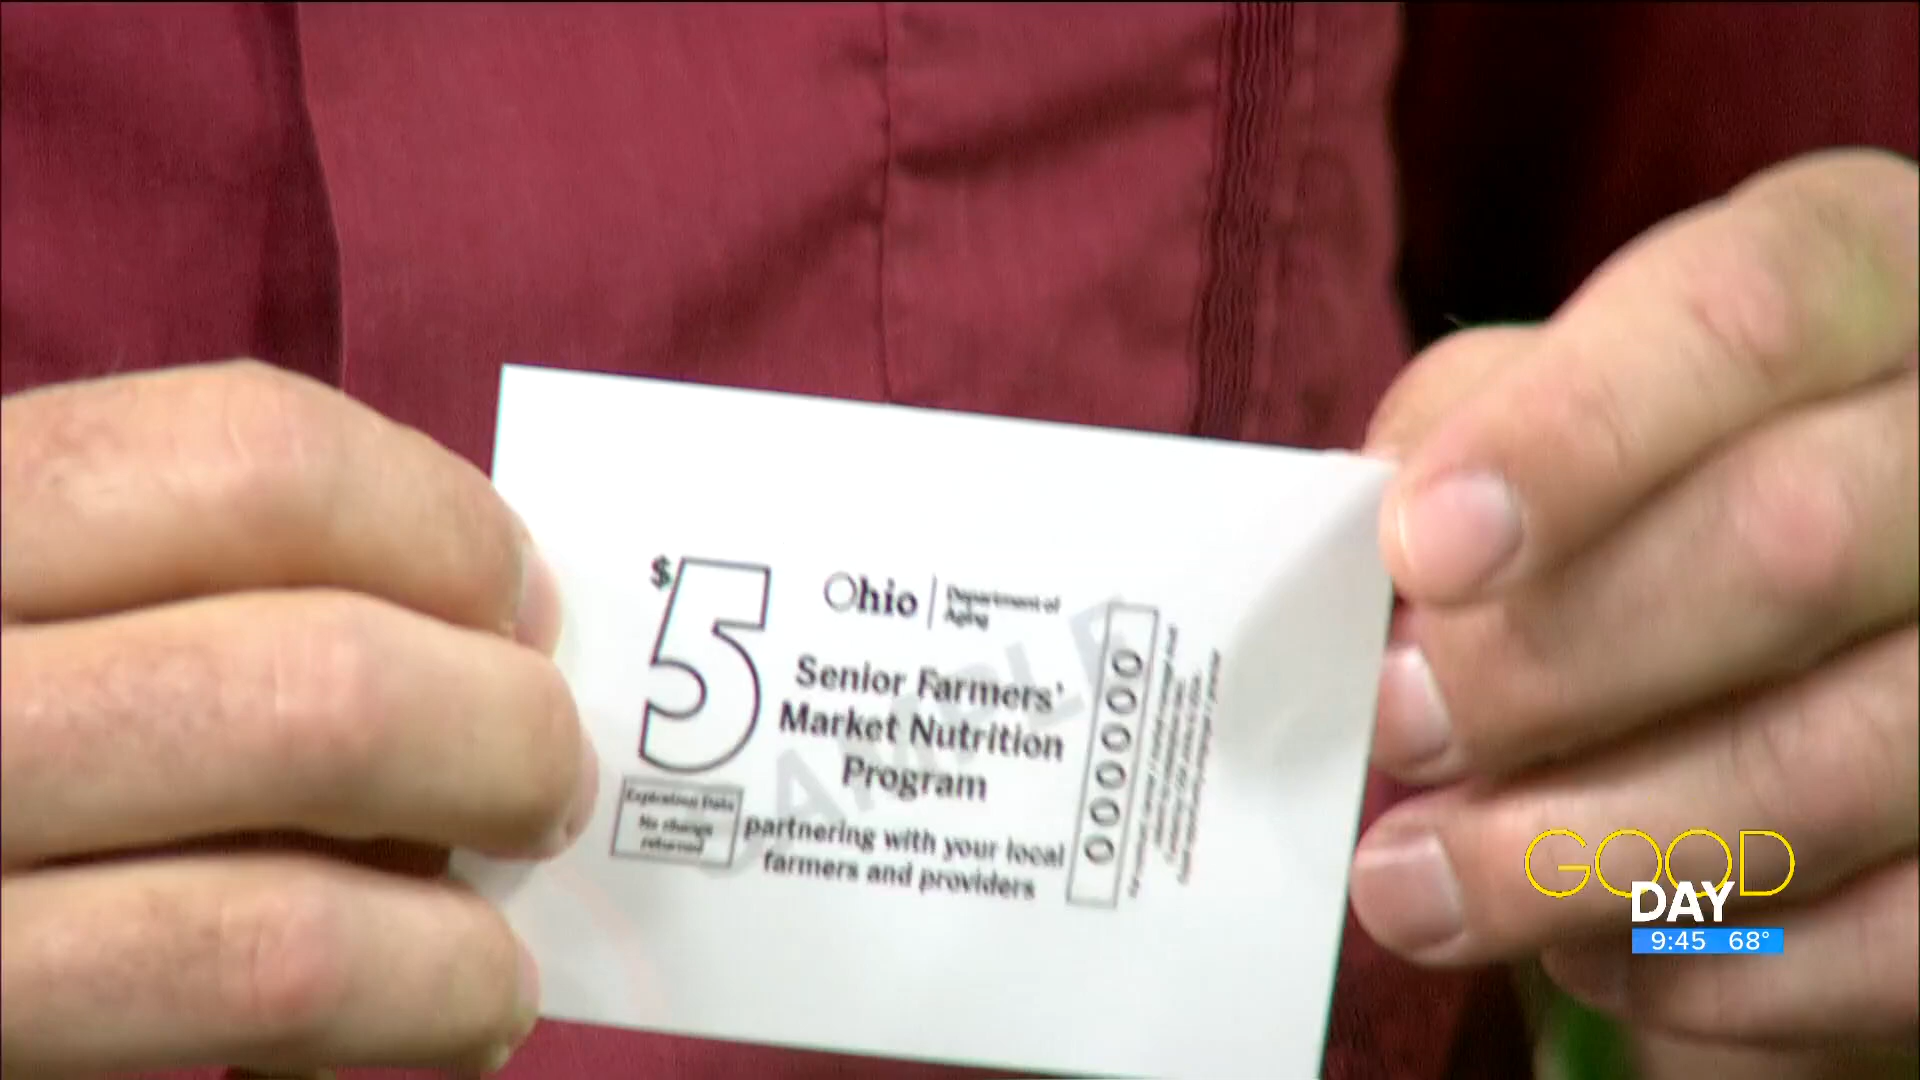 $5
Ohio
Department of
Aging
Senior Farmers'
Market Nutrition
Program
partnering with your local
farmers and providers
Expiration Date
No change
returned
000000
SAMPLE
GOOD
DAY
9:45 68°